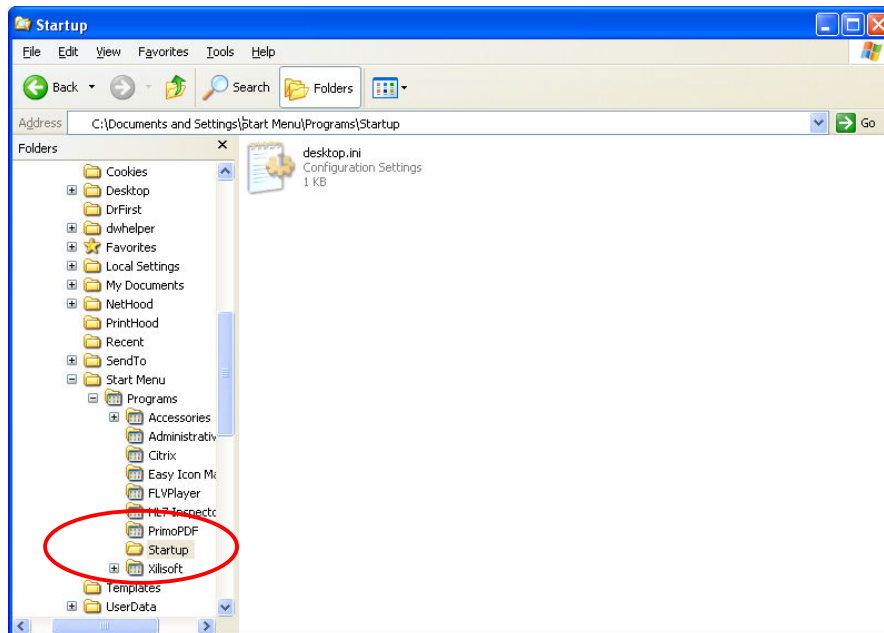 Startup
File Edit View Favorites Tools Help
Back Search Folders
Address C:\Documents and Settings\Start Menu\Programs\Startup Go
Folders
desktop.ini
Configuration Settings
1 KB
Cookies
Desktop
DrFirst
dwhelper
Favorites
Local Settings
My Documents
NetHood
PrintHood
Recent
SendTo
Start Menu
Programs
Accessories
Administrativ
Citrix
Easy Icon Ma
FLVPlayer
HL7 Inspecto
PrimoPDF
Startup
Xilisoft
Templates
UserData